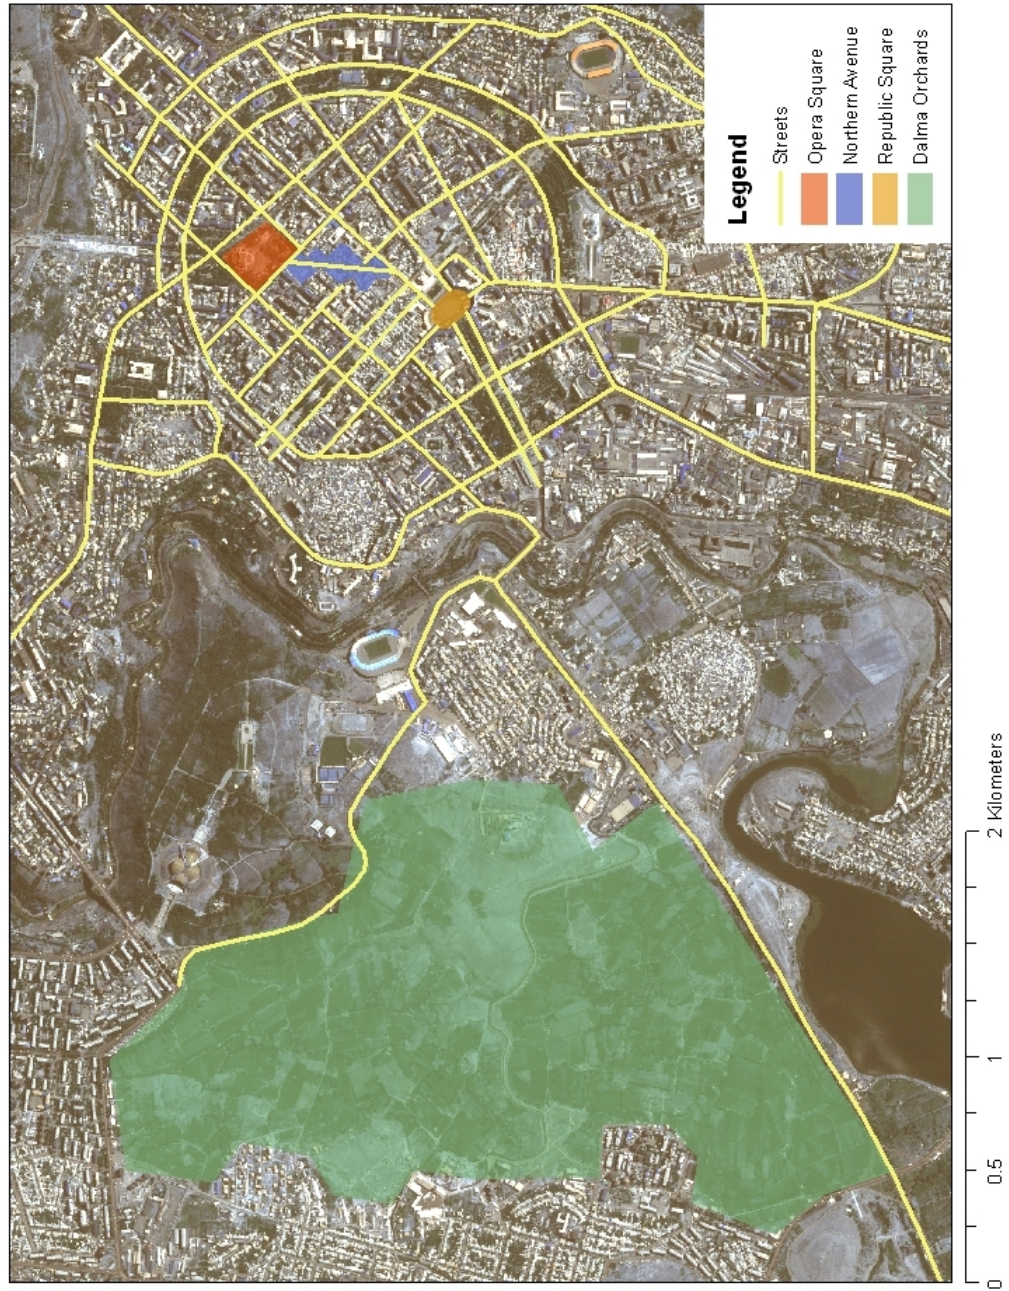 Legend
Streets
Opera Square
Northern Avenue
Republic Square
Dalma Orchards
0 0.5 1 2 Kilometers